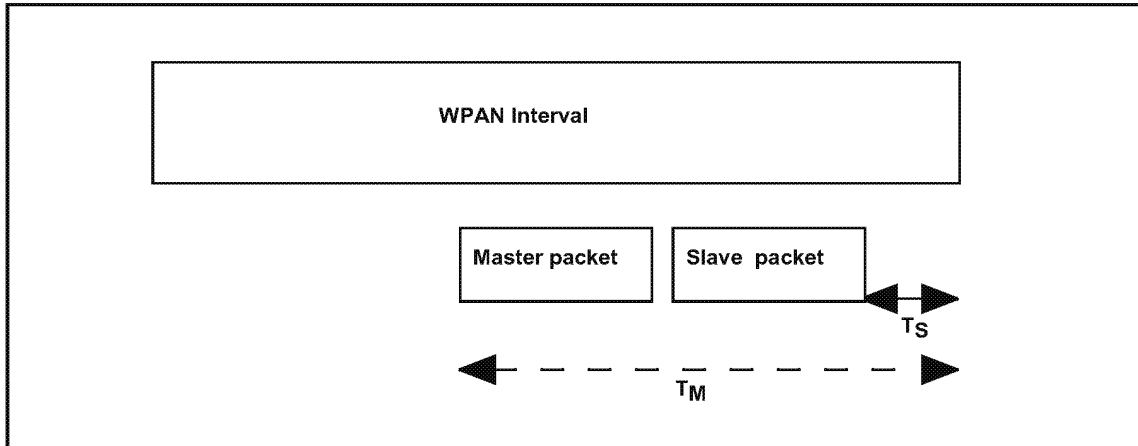 WPAN Interval
Master packet
Slave packet
TS
TM